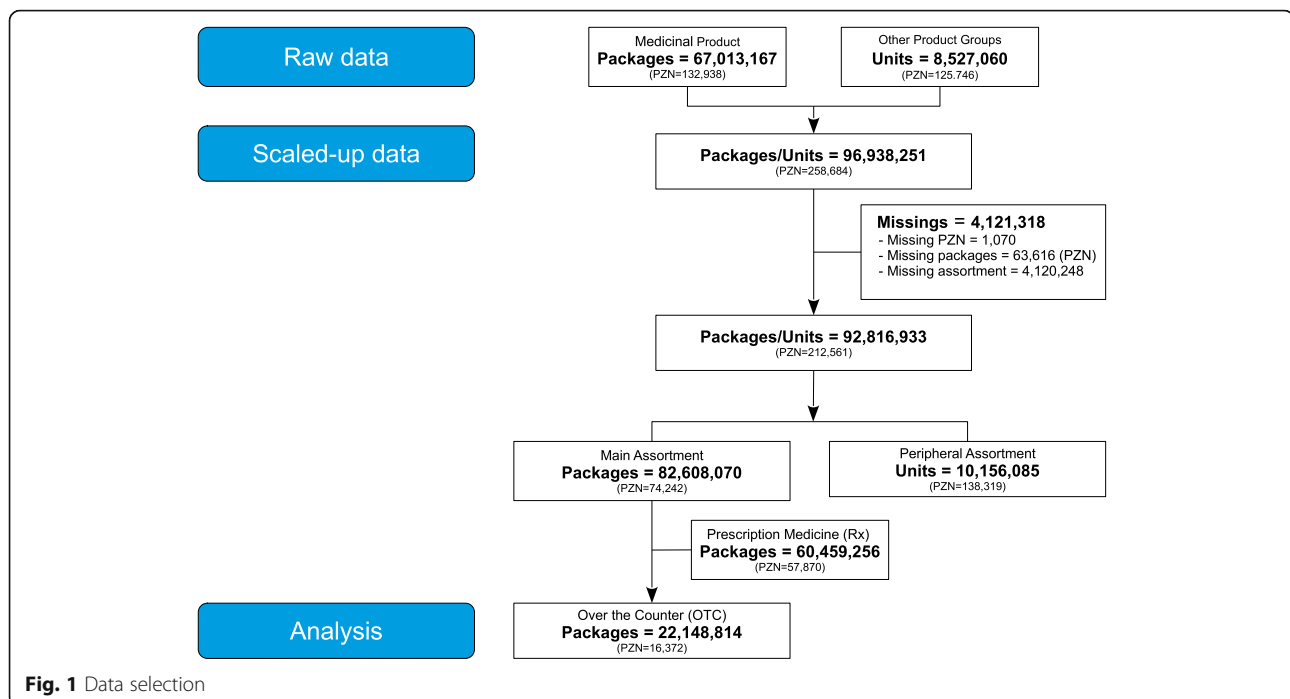 Raw data
Medicinal Product
Packages = 67,013,167
(PZN=132,938)
Other Product Groups
Units = 8,527,060
(PZN=125.746)
Scaled-up data
Packages/Units = 96,938,251
(PZN=258,684)
Missings = 4,121,318
- Missing PZN = 1,070
- Missing packages = 63,616 (PZN)
- Missing assortment = 4,120,248
Packages/Units = 92,816,933
(PZN=212,561)
Main Assortment
Packages = 82,608,070
(PZN=74,242)
Peripheral Assortment
Units = 10,156,085
(PZN=138,319)
Prescription Medicine (Rx)
Packages = 60,459,256
(PZN=57,870)
Analysis
Over the Counter (OTC)
Packages = 22,148,814
(PZN=16,372)
Fig. 1 Data selection